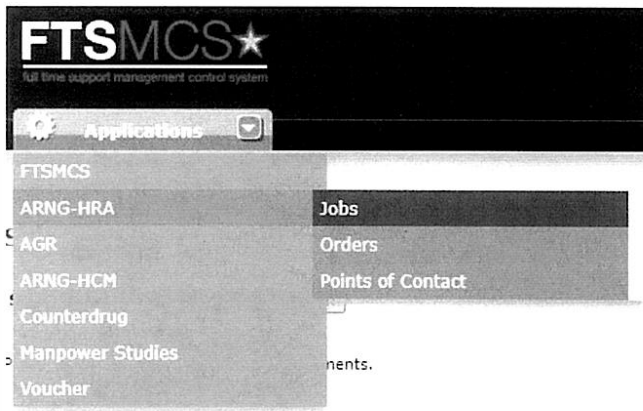 FTSMCS
full time support management control system
Applications
FTSMCS
ARNG-HRA
Jobs
AGR
Orders
ARNG-HCM
Points of Contact
Counterdrug
Manpower Studies
nents.
Voucher